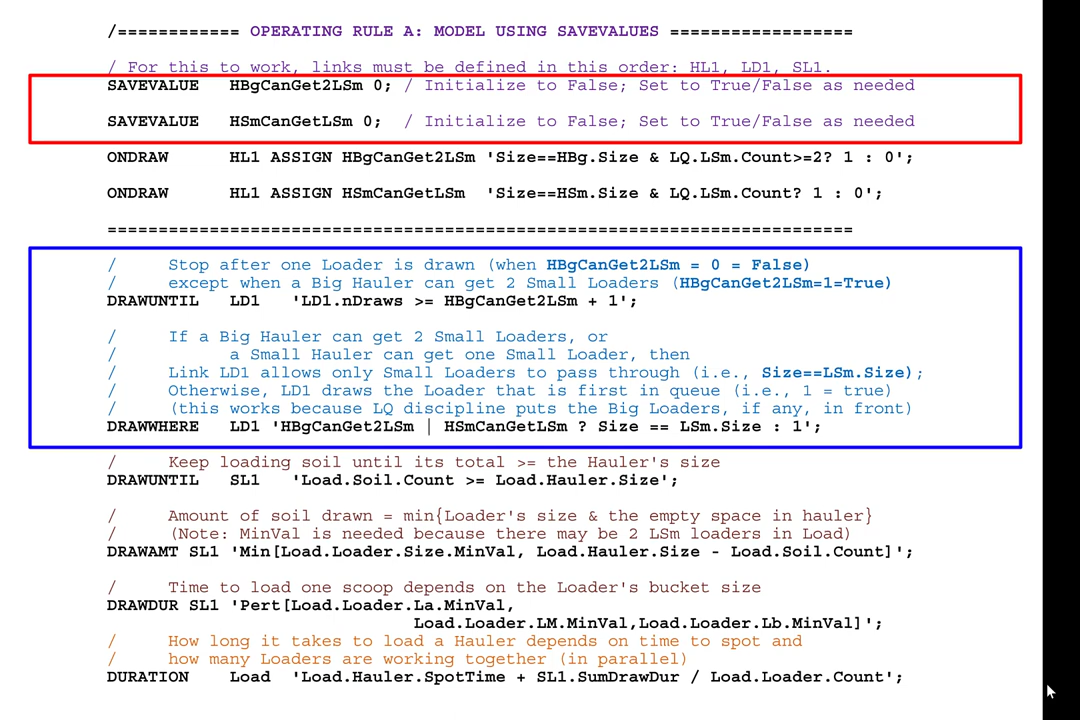 /============ OPERATING RULE A: MODEL USING SAVEVALUES ==================
/ For this to work, links must be defined in this order: HL1, LD1, SL1.
SAVEVALUE HBgCanGet2LSm 0; / Initialize to False; Set to True/False as needed
SAVEVALUE HSmCanGetLSm 0; / Initialize to False; Set to True/False as needed
ONDRAW HL1 ASSIGN HBgCanGet2LSm 'Size==HBg.Size & LQ.LSm.Count>=2? 1 : 0';
ONDRAW HL1 ASSIGN HSmCanGetLSm 'Size==HSm.Size & LQ.LSm.Count? 1 : 0';
=========================================================================
/ Stop after one Loader is drawn (when HBgCanGet2LSm = 0 = False)
/ except when a Big Hauler can get 2 Small Loaders (HBgCanGet2LSm=1=True)
DRAWUNTIL LD1 'LD1.nDraws >= HBgCanGet2LSm + 1';
/ If a Big Hauler can get 2 Small Loaders, or
/ a Small Hauler can get one Small Loader, then
/ Link LD1 allows only Small Loaders to pass through (i.e., Size==LSm.Size);
/ Otherwise, LD1 draws the Loader that is first in queue (i.e., 1 = true)
/ (this works because LQ discipline puts the Big Loaders, if any, in front)
DRAWWHERE LD1 'HBgCanGet2LSm | HSmCanGetLSm ? Size == LSm.Size : 1';
/ Keep loading soil until its total >= the Hauler's size
DRAWUNTIL SL1 'Load.Soil.Count >= Load.Hauler.Size';
/ Amount of soil drawn = min{Loader's size & the empty space in hauler}
/ (Note: MinVal is needed because there may be 2 LSm loaders in Load)
DRAWAMT SL1 'Min[Load.Loader.Size.MinVal, Load.Hauler.Size - Load.Soil.Count]';
/ Time to load one scoop depends on the Loader's bucket size
DRAWDUR SL1 'Pert[Load.Loader.La.MinVal,
Load.Loader.LM.MinVal,Load.Loader.Lb.MinVal]';
/ How long it takes to load a Hauler depends on time to spot and
/ how many Loaders are working together (in parallel)
DURATION Load 'Load.Hauler.SpotTime + SL1.SumDrawDur / Load.Loader.Count';